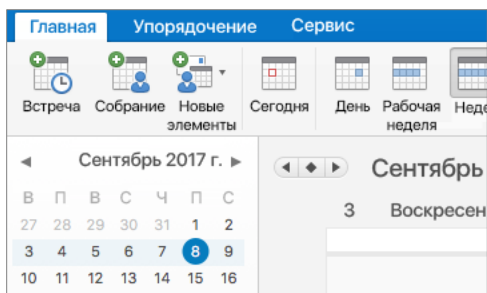 Главная Упорядочение Сервис
Встреча Собрание Новые элементы Сегодня День Рабочая неделя Неде
Сентябрь 2017 г.
Сентябрь
В П В С Ч П С
3 Воскресен
27 28 29 30 31 1 2
3 4 5 6 7 8 9
10 11 12 13 14 15 16